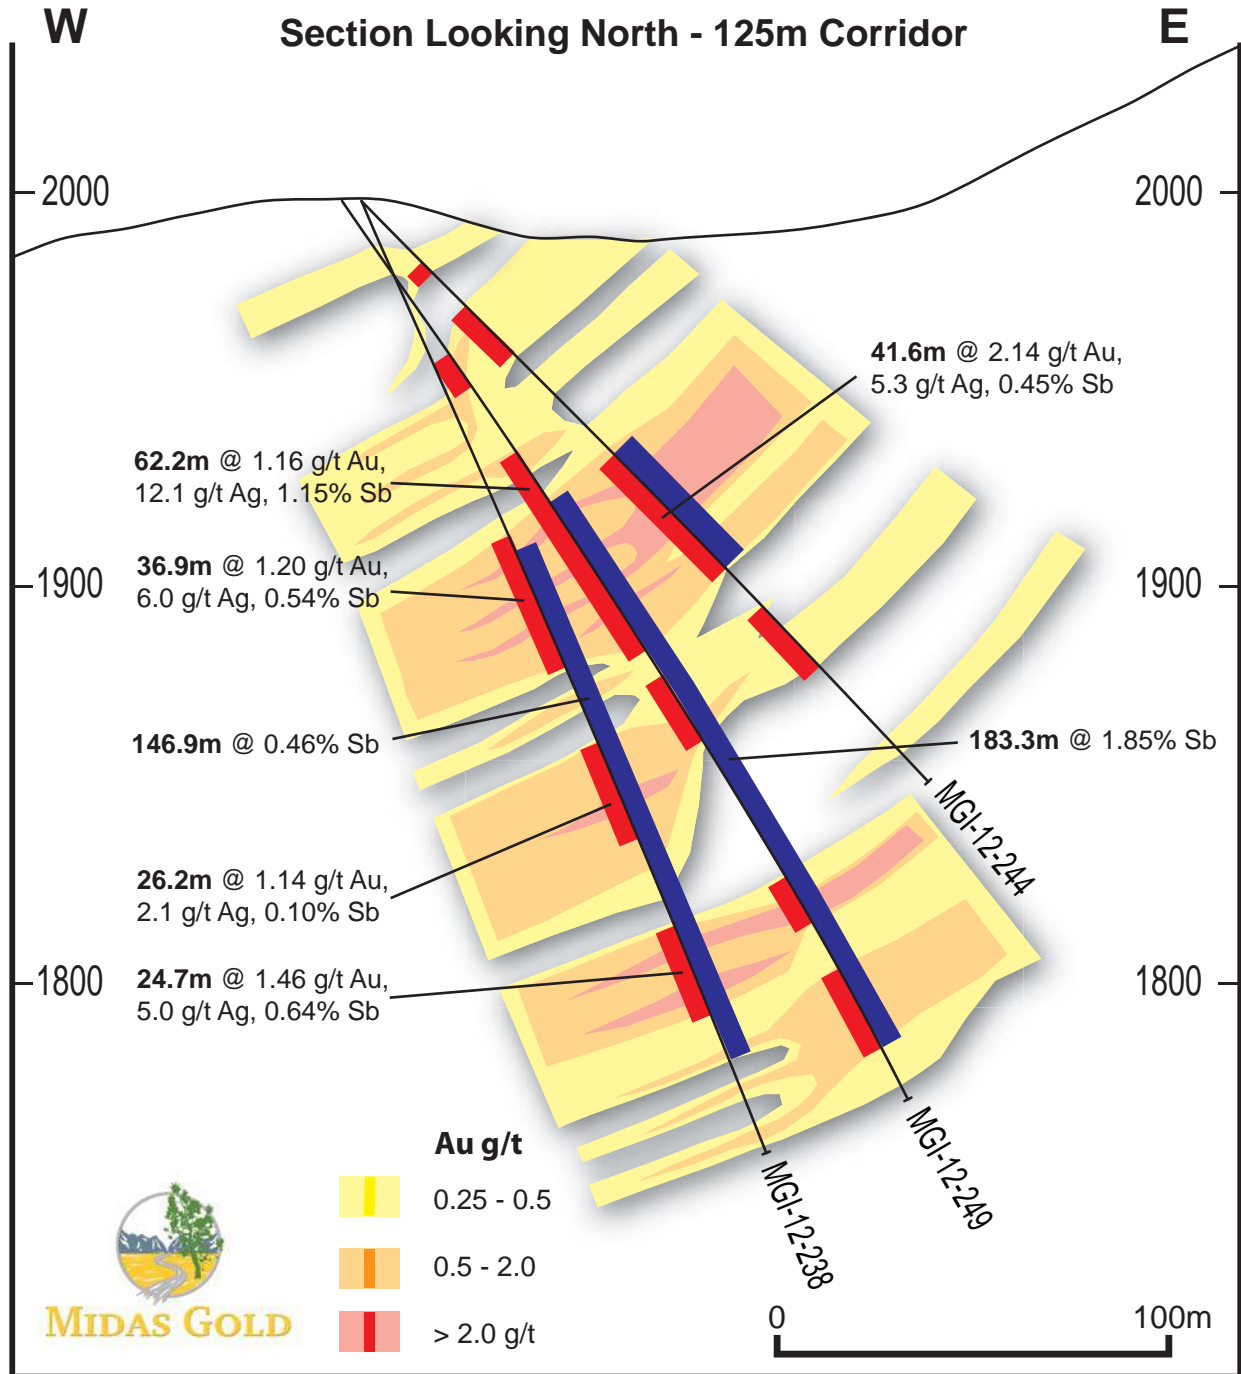 W
Section Looking North - 125m Corridor
E
2000
2000
41.6m @ 2.14 g/t Au,
5.3 g/t Ag, 0.45% Sb
62.2m @ 1.16 g/t Au,
12.1 g/t Ag, 1.15% Sb
36.9m @ 1.20 g/t Au,
6.0 g/t Ag, 0.54% Sb
1900
1900
146.9m @ 0.46% Sb
183.3m @ 1.85% Sb
MGI-12-244
26.2m @ 1.14 g/t Au,
2.1 g/t Ag, 0.10% Sb
24.7m @ 1.46 g/t Au,
5.0 g/t Ag, 0.64% Sb
1800
1800
MGI-12-249
MGI-12-238
Au g/t
0.25 - 0.5
0.5 - 2.0
> 2.0 g/t
MIDAS GOLD
0
100m